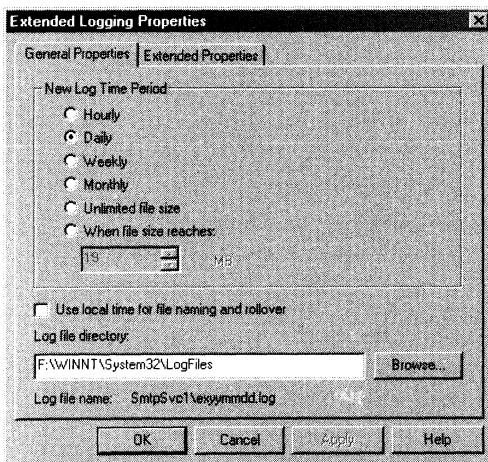 Extended Logging Properties
General Properties Extended Properties
New Log Time Period
Hourly
Daily
Weekly
Monthly
Unlimited file size
When file size reaches:
19 MB
Use local time for file naming and rollover
Log file directory:
F:\WINNT\System32\LogFiles Browse...
Log file name: SmtpSvc1\exyymmdd.log
OK Cancel Apply Help